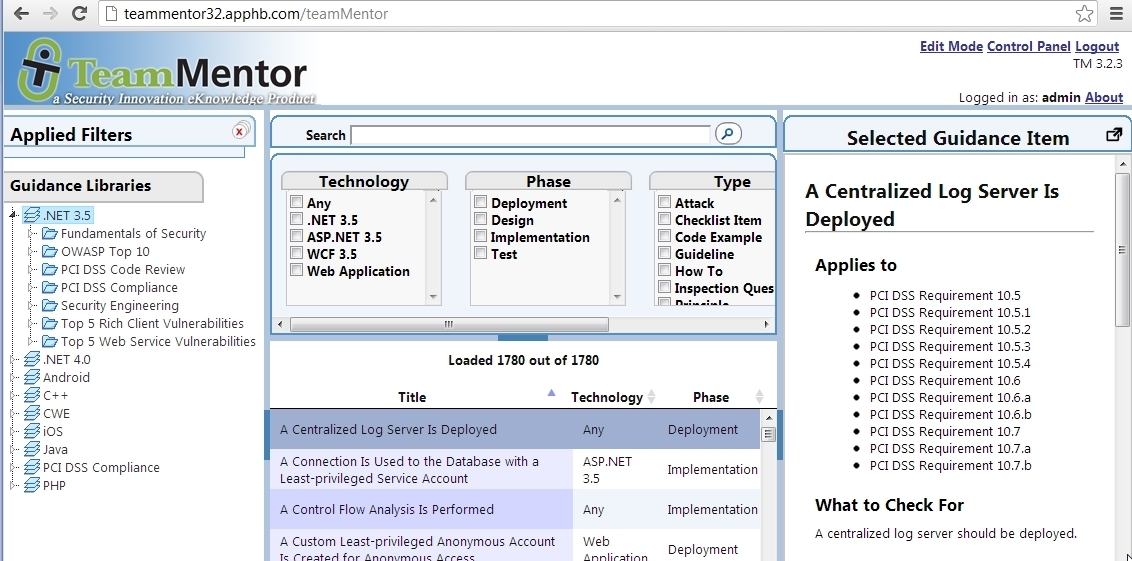 teammentor32.apphb.com/teamMentor
TeamMentor
a Security Innovation eKnowledge Product
Edit Mode Control Panel Logout
TM 3.2.3
Logged in as: admin About
Applied Filters
x
Guidance Libraries
.NET 3.5
Fundamentals of Security
OWASP Top 10
PCI DSS Code Review
PCI DSS Compliance
Security Engineering
Top 5 Rich Client Vulnerabilities
Top 5 Web Service Vulnerabilities
.NET 4.0
Android
C++
CWE
iOS
Java
PCI DSS Compliance
PHP
Search
Technology
Any
.NET 3.5
ASP.NET 3.5
WCF 3.5
Web Application
Phase
Deployment
Design
Implementation
Test
Type
Attack
Checklist Item
Code Example
Guideline
How To
Inspection Ques
Principle
Loaded 1780 out of 1780
Title Technology Phase
A Centralized Log Server Is Deployed Any Deployment
A Connection Is Used to the Database with a
Least-privileged Service Account
ASP.NET
3.5
Implementation
A Control Flow Analysis Is Performed Any Implementation
A Custom Least-privileged Anonymous Account
Is Created for Anonymous Access
Web
Application
Deployment
Selected Guidance Item
A Centralized Log Server Is
Deployed
Applies to
PCI DSS Requirement 10.5
PCI DSS Requirement 10.5.1
PCI DSS Requirement 10.5.2
PCI DSS Requirement 10.5.3
PCI DSS Requirement 10.5.4
PCI DSS Requirement 10.6
PCI DSS Requirement 10.6.a
PCI DSS Requirement 10.6.b
PCI DSS Requirement 10.7
PCI DSS Requirement 10.7.a
PCI DSS Requirement 10.7.b
What to Check For
A centralized log server should be deployed.